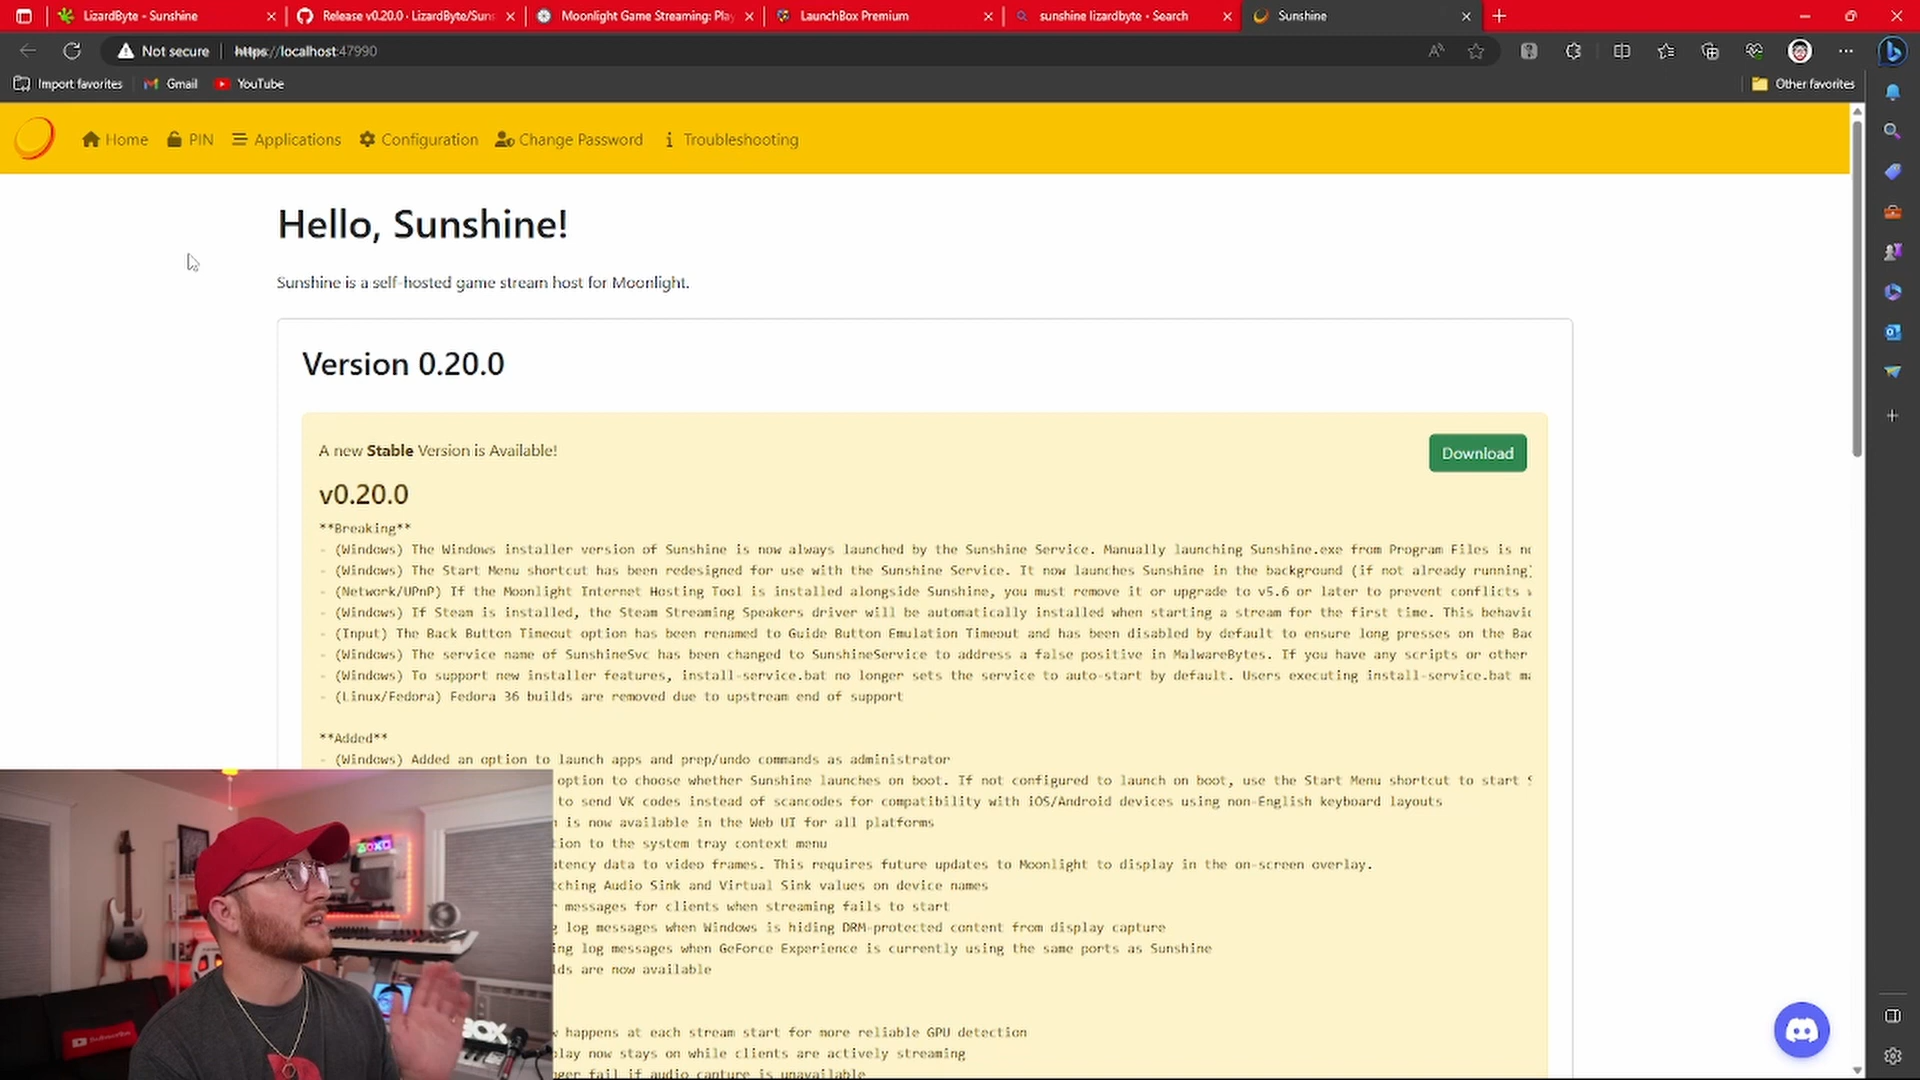 LizardByte - Sunshine
Release v0.20.0 · LizardByte/Suns
Moonlight Game Streaming: Play
LaunchBox Premium
sunshine lizardbyte - Search
Sunshine
Not secure
https://localhost:47990
Import favorites
Gmail
YouTube
Other favorites
Home
PIN
Applications
Configuration
Change Password
Troubleshooting
Hello, Sunshine!
Sunshine is a self-hosted game stream host for Moonlight.
Version 0.20.0
A new Stable Version is Available!
Download
v0.20.0
**Breaking**
- (Windows) The Windows installer version of Sunshine is now always launched by the Sunshine Service. Manually launching Sunshine.exe from Program Files is no
- (Windows) The Start Menu shortcut has been redesigned for use with the Sunshine Service. It now launches Sunshine in the background (if not already running)
- (Network/UPnP) If the Moonlight Internet Hosting Tool is installed alongside Sunshine, you must remove it or upgrade to v5.6 or later to prevent conflicts w
- (Windows) If Steam is installed, the Steam Streaming Speakers driver will be automatically installed when starting a stream for the first time. This behavio
- (Input) The Back Button Timeout option has been renamed to Guide Button Emulation Timeout and has been disabled by default to ensure long presses on the Bac
- (Windows) The service name of SunshineSvc has been changed to SunshineService to address a false positive in MalwareBytes. If you have any scripts or other
- (Windows) To support new installer features, install-service.bat no longer sets the service to auto-start by default. Users executing install-service.bat ma
- (Linux/Fedora) Fedora 36 builds are removed due to upstream end of support
**Added**
- (Windows) Added an option to launch apps and prep/undo commands as administrator
option to choose whether Sunshine launches on boot. If not configured to launch on boot, use the Start Menu shortcut to start S
to send VK codes instead of scancodes for compatibility with iOS/Android devices using non-English keyboard layouts
is now available in the Web UI for all platforms
tion to the system tray context menu
tency data to video frames. This requires future updates to Moonlight to display in the on-screen overlay.
tching Audio Sink and Virtual Sink values on device names
messages for clients when streaming fails to start
g log messages when Windows is hiding DRM-protected content from display capture
ing log messages when GeForce Experience is currently using the same ports as Sunshine
lds are now available
w happens at each stream start for more reliable GPU detection
play now stays on while clients are actively streaming
nger fail if audio capture is unavailable